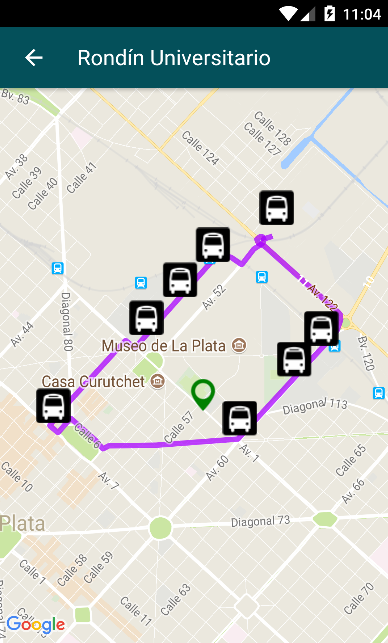 11:04
Rondín Universitario
Bv. 83
Calle 128
Calle 127
Calle 124
Av. 38
Calle 39
Calle 40
Calle 41
Av. 52
Diagonal 80
Av. 122
Av. 44
Museo de La Plata
Bv. 120
Casa Curutchet
Diagonal 113
Calle 57
Calle 6
Av. 1
Calle 65
Calle 10
Av. 7
Av. 60
Av. 66
Plata
Diagonal 73
Calle 58
Calle 59
Calle 1
Calle 63
Calle 11
Google